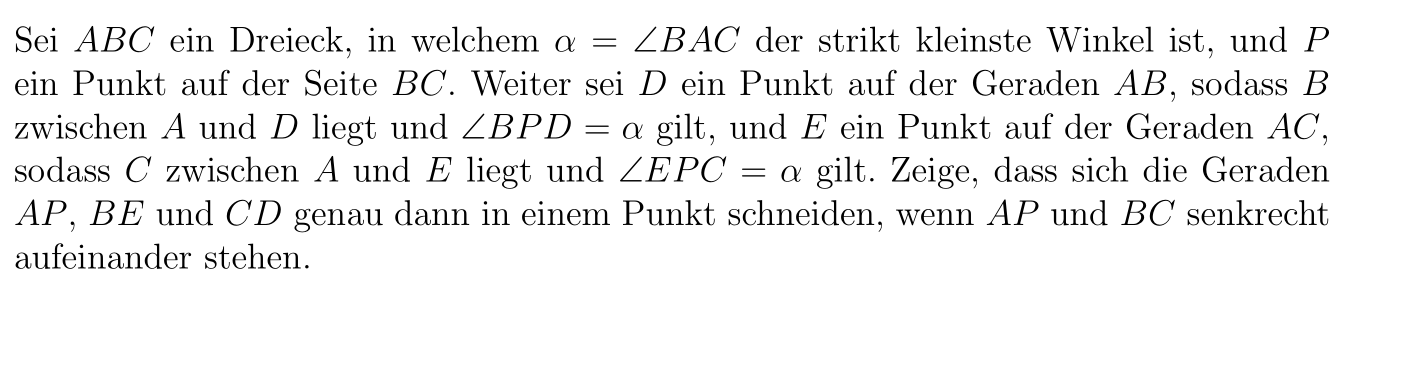 Sei ABC ein Dreieck, in welchem α = ∠BAC der strikt kleinste Winkel ist, und P
ein Punkt auf der Seite BC. Weiter sei D ein Punkt auf der Geraden AB, sodass B
zwischen A und D liegt und ∠BPD = α gilt, und E ein Punkt auf der Geraden AC,
sodass C zwischen A und E liegt und ∠EPC = α gilt. Zeige, dass sich die Geraden
AP, BE und CD genau dann in einem Punkt schneiden, wenn AP und BC senkrecht
aufeinander stehen.